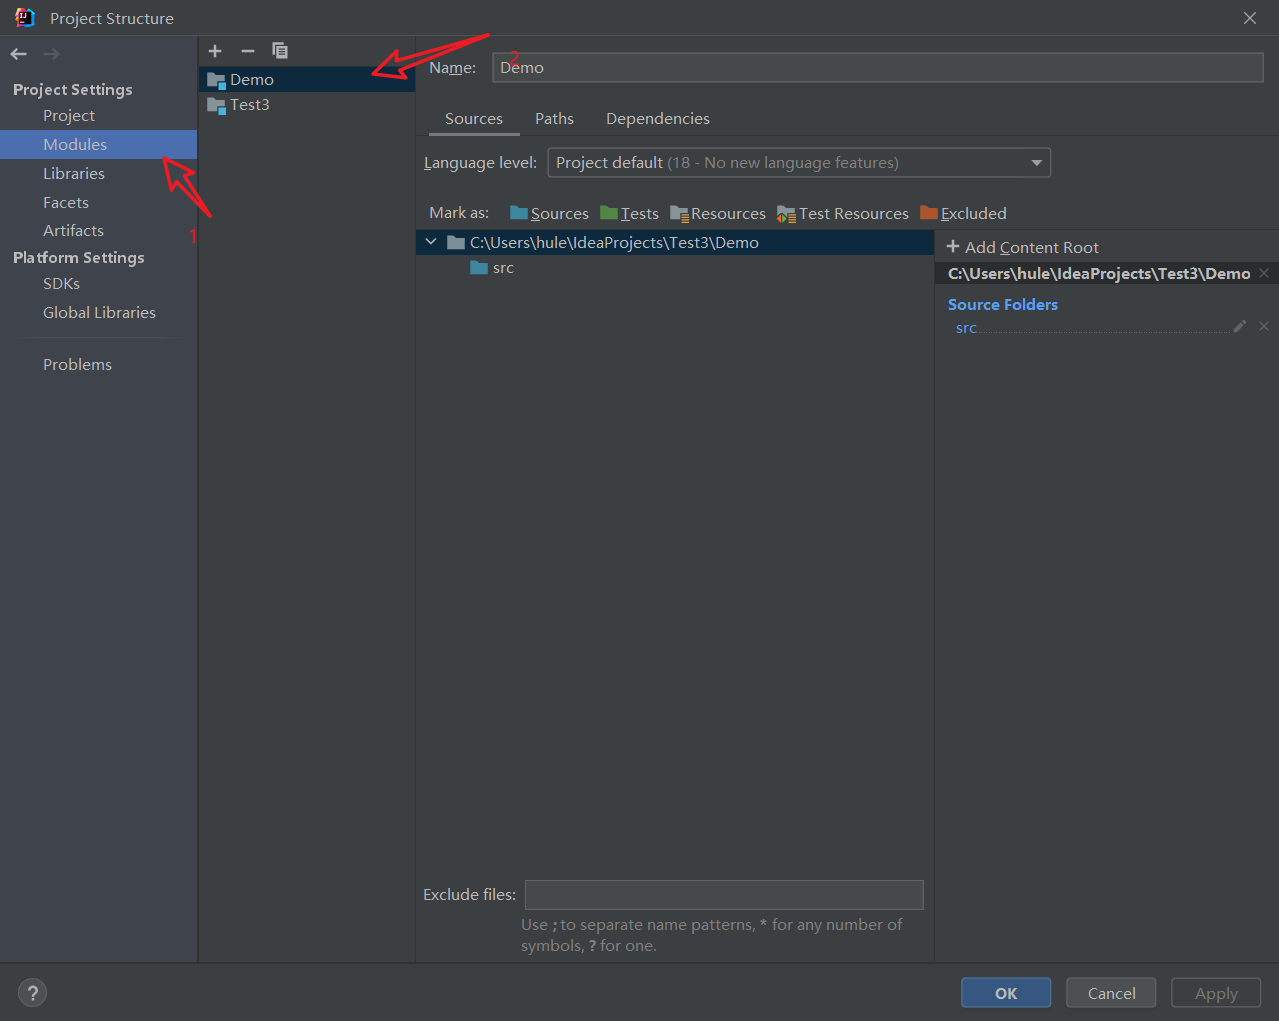 Project Structure
Project Settings
Project
Modules
Libraries
Facets
Artifacts
Platform Settings
SDKs
Global Libraries
Problems
1
Demo
Test3
2
Name: Demo
Sources Paths Dependencies
Language level: Project default (18 - No new language features)
Mark as: Sources Tests Resources Test Resources Excluded
C:\Users\hule\IdeaProjects\Test3\Demo
src
+ Add Content Root
C:\Users\hule\IdeaProjects\Test3\Demo
Source Folders
src
Exclude files:
Use ; to separate name patterns, * for any number of
symbols, ? for one.
? OK Cancel Apply